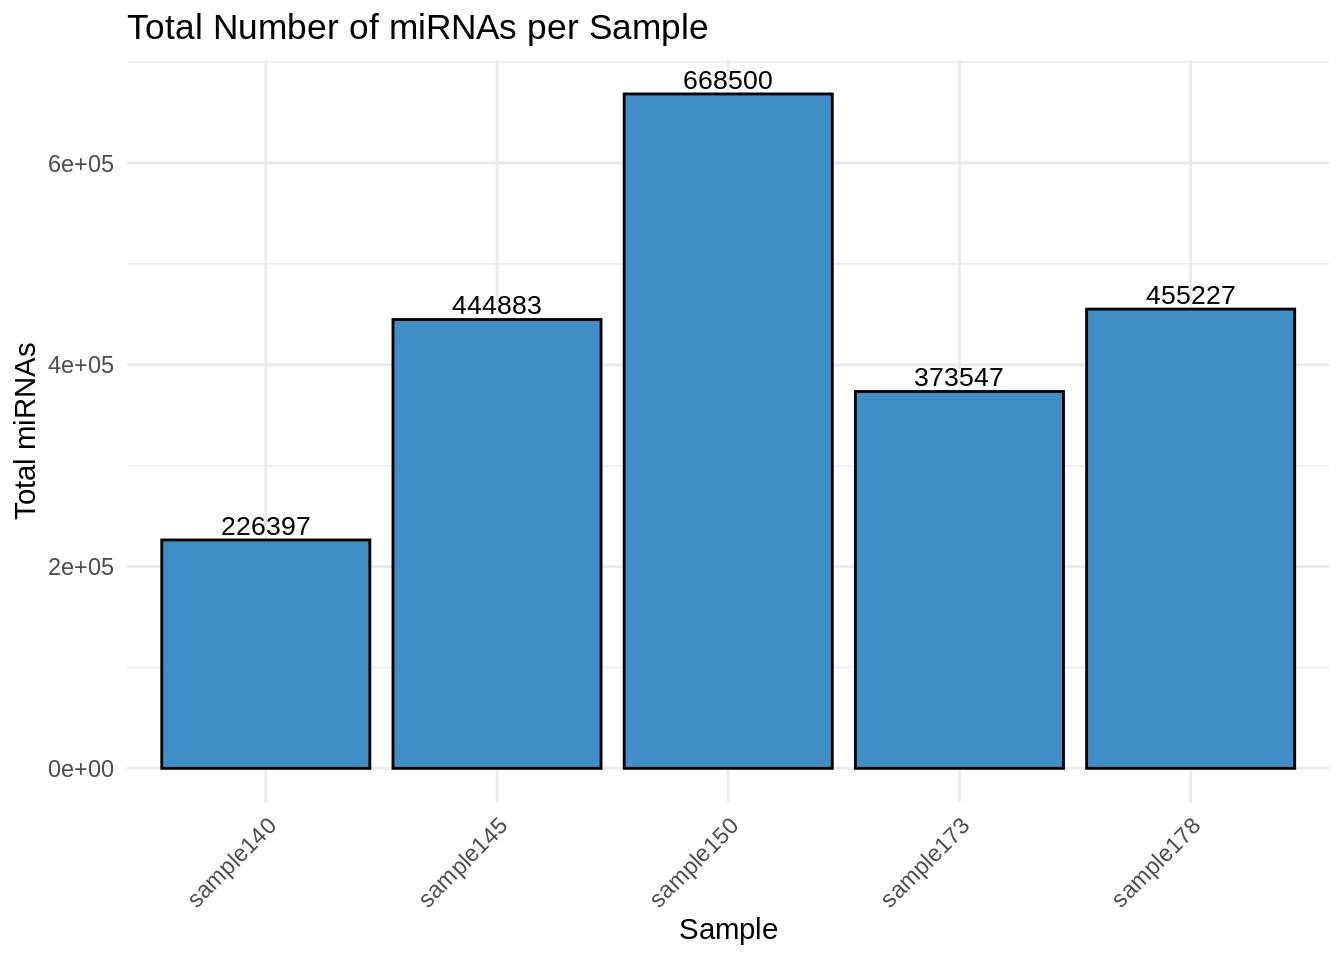 Total Number of miRNAs per Sample
668500
6e+05
455227
444883
4e+05
373547
Total miRNAs
226397
2e+05
0e+00
sample140
sample145
sample150
sample173
sample178
Sample